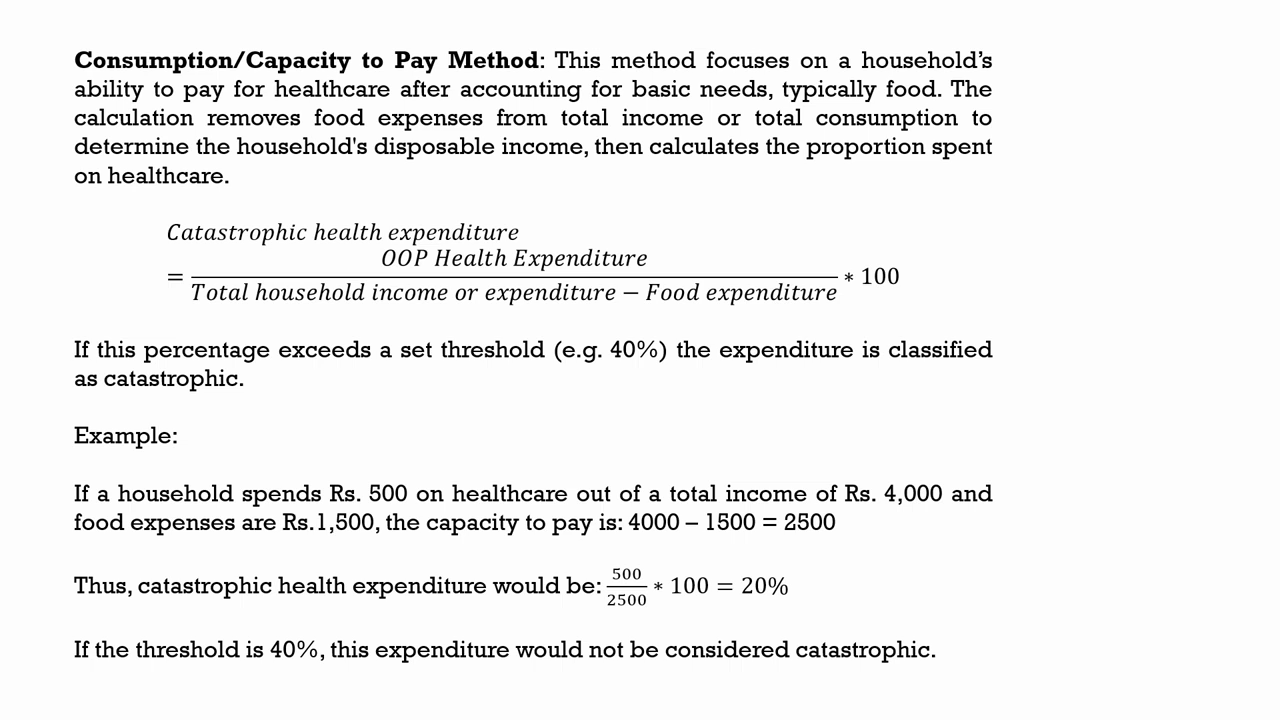 Consumption/Capacity to Pay Method: This method focuses on a household’s
ability to pay for healthcare after accounting for basic needs, typically food. The
calculation removes food expenses from total income or total consumption to
determine the household's disposable income, then calculates the proportion spent
on healthcare.
Catastrophic health expenditure
= OOP Health Expenditure / Total household income or expenditure − Food expenditure ∗ 100
If this percentage exceeds a set threshold (e.g. 40%) the expenditure is classified
as catastrophic.
Example:
If a household spends Rs. 500 on healthcare out of a total income of Rs. 4,000 and
food expenses are Rs.1,500, the capacity to pay is: 4000 – 1500 = 2500
Thus, catastrophic health expenditure would be: 500/2500 ∗ 100 = 20%
If the threshold is 40%, this expenditure would not be considered catastrophic.